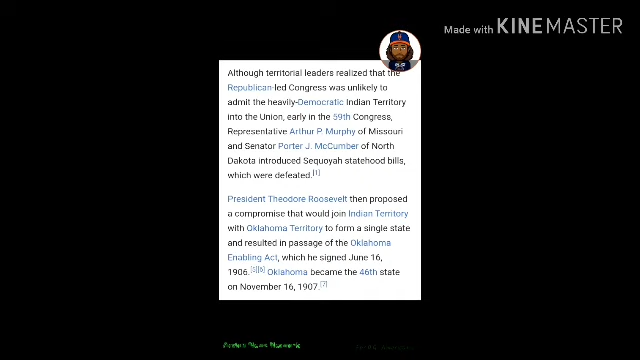 Made with KINEMASTER
Although territorial leaders realized that the
Republican-led Congress was unlikely to
admit the heavily-Democratic Indian Territory
into the Union, early in the 59th Congress,
Representative Arthur P. Murphy of Missouri
and Senator Porter J. McCumber of North
Dakota introduced Sequoyah statehood bills,
which were defeated.[1]
President Theodore Roosevelt then proposed
a compromise that would join Indian Territory
with Oklahoma Territory to form a single state
and resulted in passage of the Oklahoma
Enabling Act, which he signed June 16,
1906.[5][6] Oklahoma became the 46th state
on November 16, 1907.[7]